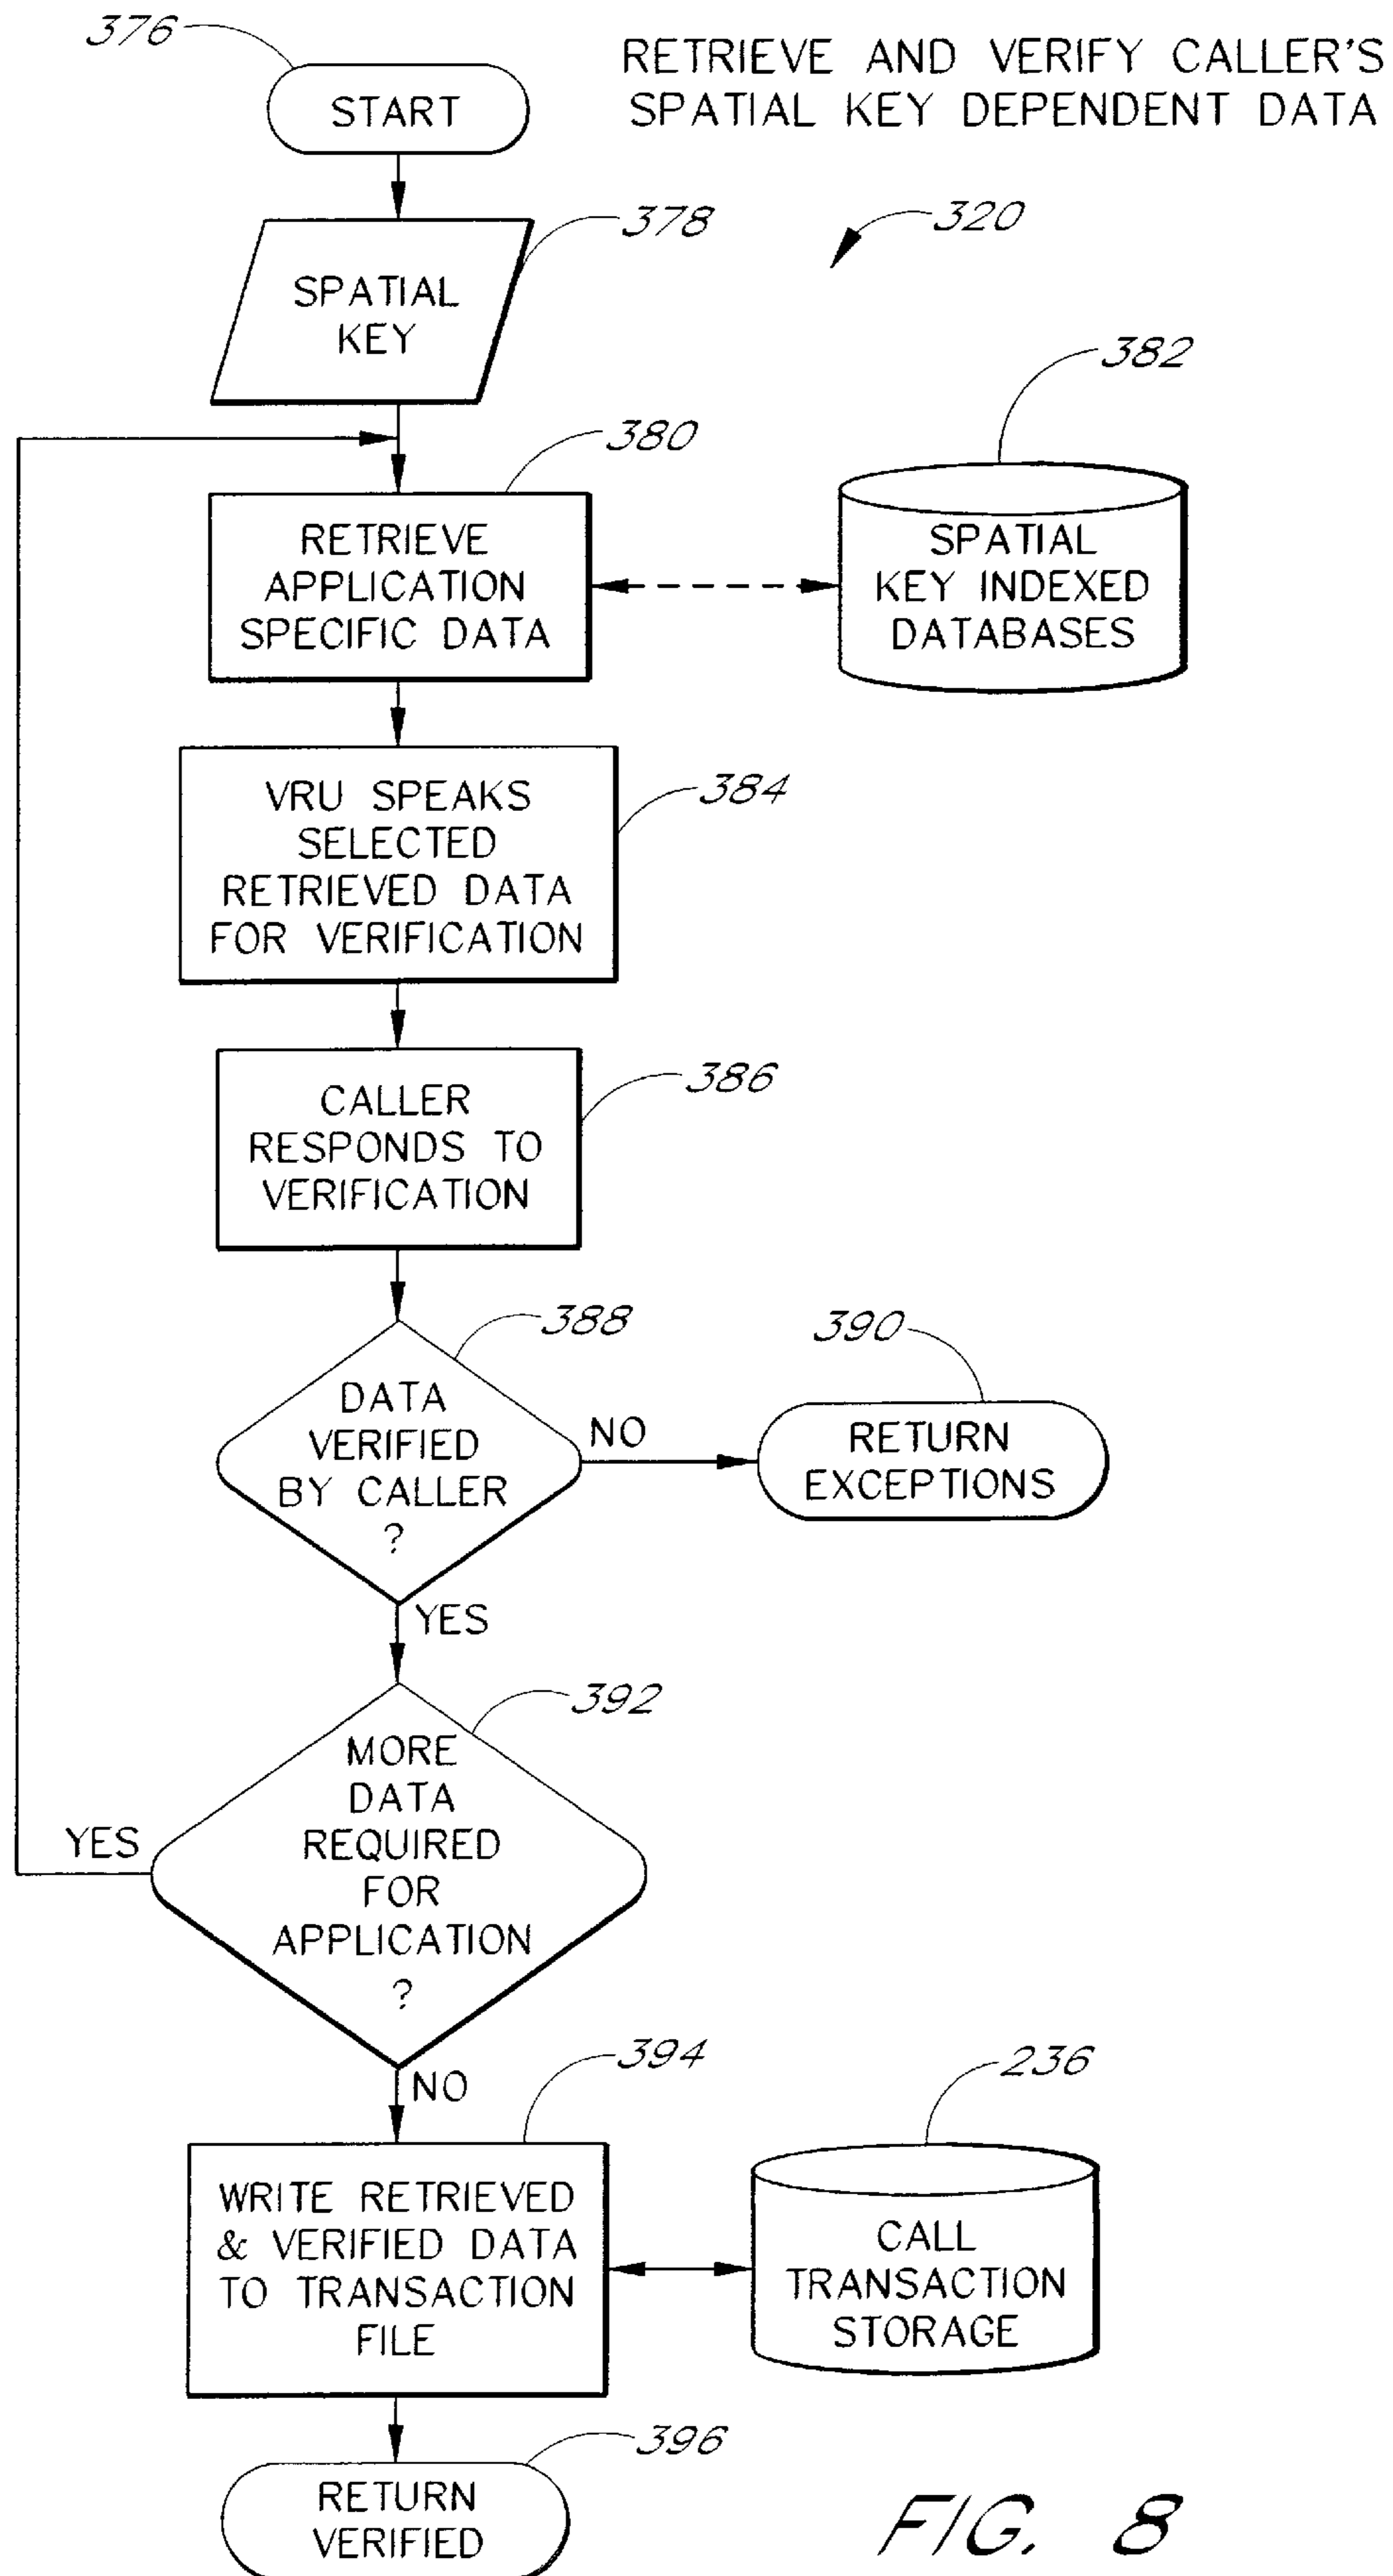 376
START
RETRIEVE AND VERIFY CALLER'S
SPATIAL KEY DEPENDENT DATA
320
378
SPATIAL
KEY
380
RETRIEVE
APPLICATION
SPECIFIC DATA
382
SPATIAL
KEY INDEXED
DATABASES
384
VRU SPEAKS
SELECTED
RETRIEVED DATA
FOR VERIFICATION
386
CALLER
RESPONDS TO
VERIFICATION
388
DATA
VERIFIED
BY CALLER
?
NO
390
RETURN
EXCEPTIONS
YES
392
MORE
DATA
REQUIRED
FOR
APPLICATION
?
YES
NO
394
WRITE RETRIEVED
& VERIFIED DATA
TO TRANSACTION
FILE
236
CALL
TRANSACTION
STORAGE
396
RETURN
VERIFIED
FIG. 8